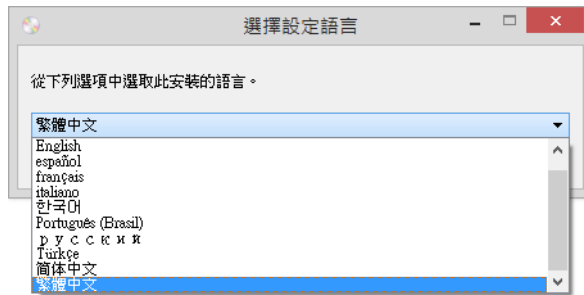 選擇設定語言
從下列選項中選取此安裝的語言。
繁體中文
English
español
français
italiano
한국어
Português (Brasil)
русский
Türkçe
简体中文
繁體中文